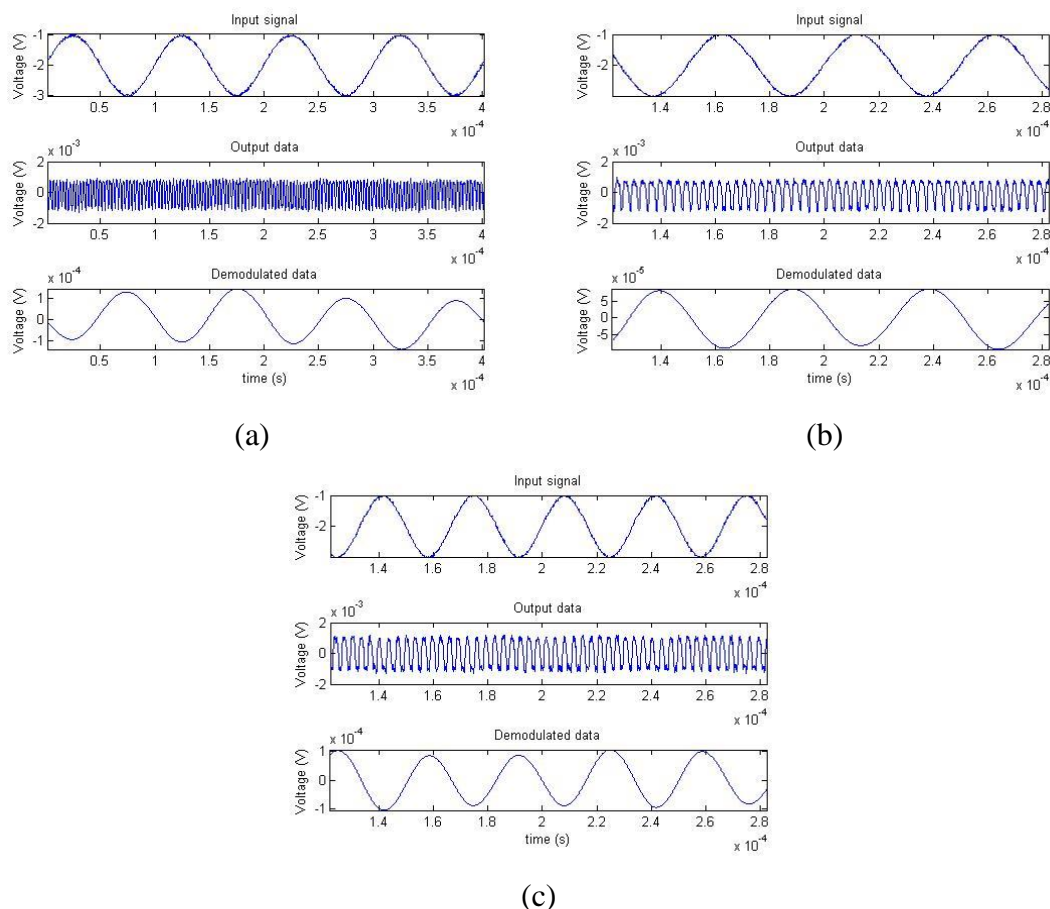 Input signal
Voltage (V)
-1
-2
-3
0.5 1 1.5 2 2.5 3 3.5 4
x 10-4
x 10-3
Output data
Voltage (V)
2
0
-2
0.5 1 1.5 2 2.5 3 3.5 4
x 10-4
x 10-4
Demodulated data
Voltage (V)
1
0
-1
0.5 1 1.5 2 2.5 3 3.5 4
time (s)
x 10-4
(a)
Input signal
Voltage (V)
-1
-2
-3
1.4 1.6 1.8 2 2.2 2.4 2.6 2.8
x 10-4
x 10-3
Output data
Voltage (V)
2
0
-2
1.4 1.6 1.8 2 2.2 2.4 2.6 2.8
x 10-4
x 10-5
Demodulated data
Voltage (V)
5
0
-5
1.4 1.6 1.8 2 2.2 2.4 2.6 2.8
time (s)
x 10-4
(b)
Input signal
Voltage (V)
-1
-2
1.4 1.6 1.8 2 2.2 2.4 2.6 2.8
x 10-4
x 10-3
Output data
Voltage (V)
2
0
-2
1.4 1.6 1.8 2 2.2 2.4 2.6 2.8
x 10-4
x 10-4
Demodulated data
Voltage (V)
1
0
-1
1.4 1.6 1.8 2 2.2 2.4 2.6 2.8
time (s)
x 10-4
(c)